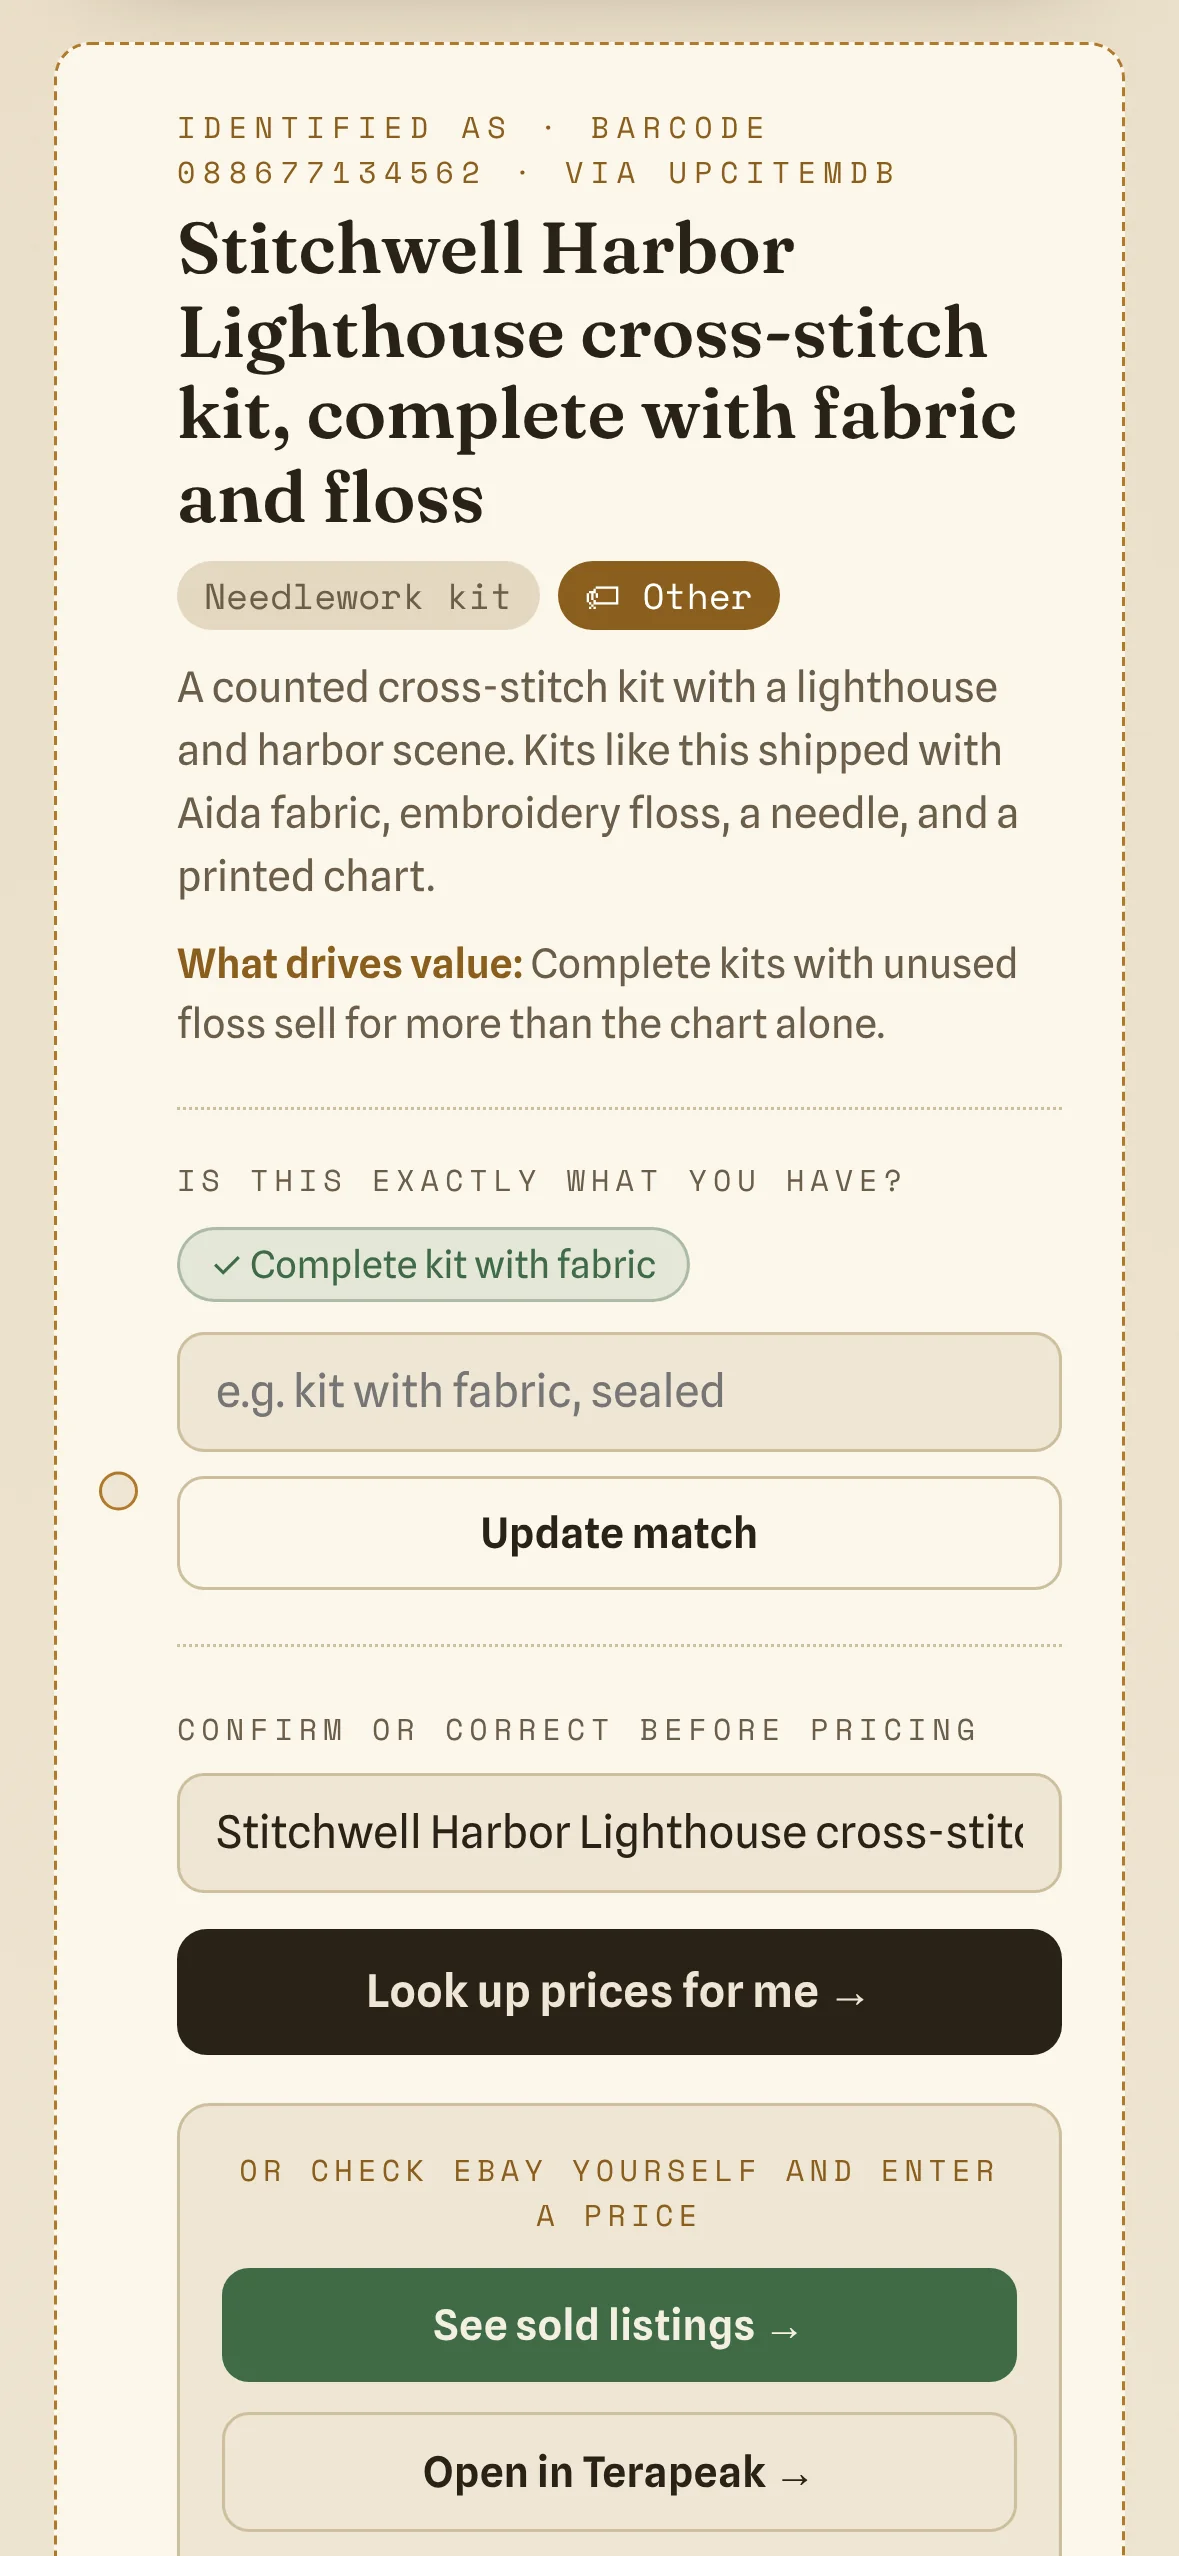 IDENTIFIED AS · BARCODE
088677134562 · VIA UPCITEMDB
Stitchwell Harbor
Lighthouse cross-stitch
kit, complete with fabric
and floss
Needlework kit
🏷 Other
A counted cross-stitch kit with a lighthouse
and harbor scene. Kits like this shipped with
Aida fabric, embroidery floss, a needle, and a
printed chart.
What drives value: Complete kits with unused
floss sell for more than the chart alone.
IS THIS EXACTLY WHAT YOU HAVE?
✓ Complete kit with fabric
e.g. kit with fabric, sealed
Update match
CONFIRM OR CORRECT BEFORE PRICING
Stitchwell Harbor Lighthouse cross-stitc
Look up prices for me →
OR CHECK EBAY YOURSELF AND ENTER
A PRICE
See sold listings →
Open in Terapeak →